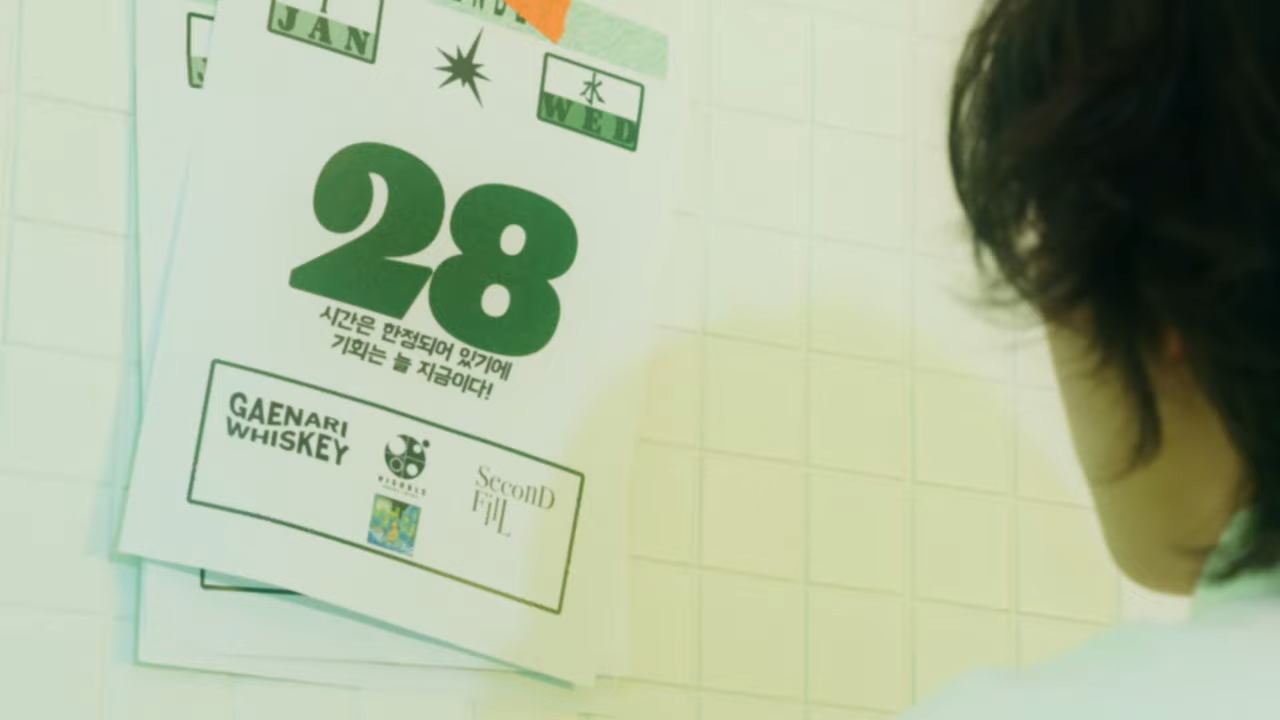 JAN
水
WED
28
시간은 한정되어 있기에
기회는 늘 지금이다!
GAENARI
WHISKEY
VISUALS
SeconD
FilL